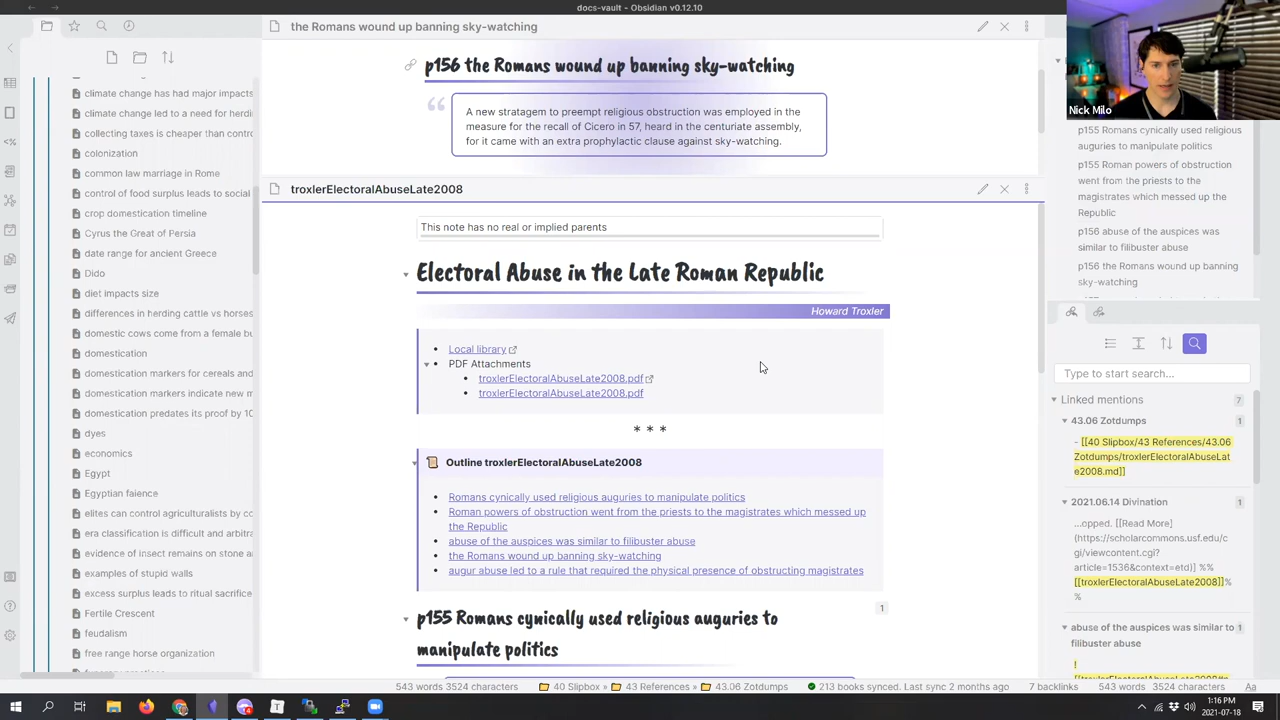 docs-vault - Obsidian v0.12.10
the Romans wound up banning sky-watching
p156 the Romans wound up banning sky-watching
A new stratagem to preempt religious obstruction was employed in the
measure for the recall of Cicero in 57, heard in the centuriate assembly,
for it came with an extra prophylactic clause against sky-watching.
troxlerElectoralAbuseLate2008
This note has no real or implied parents
Electoral Abuse in the Late Roman Republic
Howard Troxler
Local library
PDF Attachments
troxlerElectoralAbuseLate2008.pdf
troxlerElectoralAbuseLate2008.pdf
* * *
Outline troxlerElectoralAbuseLate2008
Romans cynically used religious auguries to manipulate politics
Roman powers of obstruction went from the priests to the magistrates which messed up
the Republic
abuse of the auspices was similar to filibuster abuse
the Romans wound up banning sky-watching
augur abuse led to a rule that required the physical presence of obstructing magistrates
1
p155 Romans cynically used religious auguries to
manipulate politics
climate change has had major impacts
climate change led to a need for herdin
collecting taxes is cheaper than contro
colonization
common law marriage in Rome
control of food surplus leads to social
crop domestication timeline
Cyrus the Great of Persia
date range for ancient Greece
Dido
diet impacts size
differences in herding cattle vs horses
domestic cows come from a female bu
domestication
domestication markers for cereals and
domestication markers indicate new m
domestication predates its proof by 10
dyes
economics
Egypt
Egyptian faience
elites can control agriculturalists by co
era classification is difficult and arbitra
evidence of insect remains on stone a
examples of stupid walls
excess surplus leads to ritual sacrifice
Fertile Crescent
feudalism
free range horse organization
Nick Milo
p155 Romans cynically used religious
auguries to manipulate politics
p155 Roman powers of obstruction
went from the priests to the
magistrates which messed up the
Republic
p156 abuse of the auspices was
similar to filibuster abuse
p156 the Romans wound up banning
sky-watching
Type to start search...
Linked mentions 7
43.06 Zotdumps 1
- [[40 Slipbox/43 References/43.06
Zotdumps/troxlerElectoralAbuseLat
e2008.md]]
2021.06.14 Divination 1
...opped. [[Read More]
(https://scholarcommons.usf.edu/c
gi/viewcontent.cgi?
article=1536&context=etd)] %%
[[troxlerElectoralAbuseLate2008]]%
%
abuse of the auspices was similar to 1
filibuster abuse
!
543 words 3524 characters 40 Slipbox » 43 References » 43.06 Zotdumps 213 books synced. Last sync 2 months ago 7 backlinks 543 words 3524 characters Aa
1:16 PM
2021-07-18